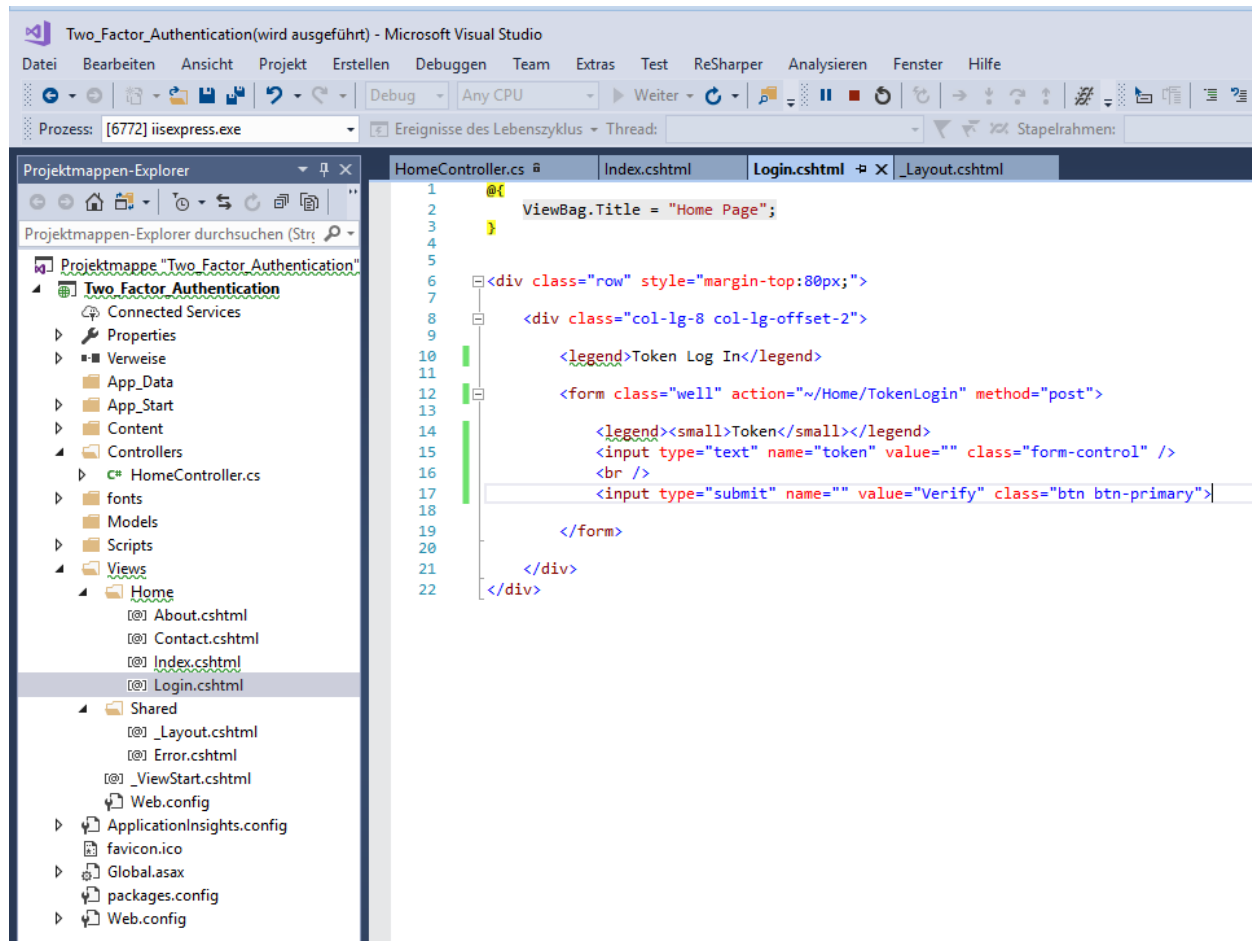 Two_Factor_Authentication(wird ausgeführt) - Microsoft Visual Studio
Datei Bearbeiten Ansicht Projekt Erstellen Debuggen Team Extras Test ReSharper Analysieren Fenster Hilfe
Debug Any CPU Weiter
Prozess: [6772] iisexpress.exe Ereignisse des Lebenszyklus Thread: Stapelrahmen:
Projektmappen-Explorer
Projektmappen-Explorer durchsuchen (Strg
Projektmappe "Two_Factor_Authentication"
Two_Factor_Authentication
Connected Services
Properties
Verweise
App_Data
App_Start
Content
Controllers
C# HomeController.cs
fonts
Models
Scripts
Views
Home
[@] About.cshtml
[@] Contact.cshtml
[@] Index.cshtml
[@] Login.cshtml
Shared
[@] _Layout.cshtml
[@] Error.cshtml
[@] _ViewStart.cshtml
Web.config
ApplicationInsights.config
favicon.ico
Global.asax
packages.config
Web.config
HomeController.cs Index.cshtml Login.cshtml _Layout.cshtml
1 @{
2 ViewBag.Title = "Home Page";
3 }
4
5
6 <div class="row" style="margin-top:80px;">
7
8 <div class="col-lg-8 col-lg-offset-2">
9
10 <legend>Token Log In</legend>
11
12 <form class="well" action="~/Home/TokenLogin" method="post">
13
14 <legend><small>Token</small></legend>
15 <input type="text" name="token" value="" class="form-control" />
16 <br />
17 <input type="submit" name="" value="Verify" class="btn btn-primary">
18
19 </form>
20
21 </div>
22 </div>